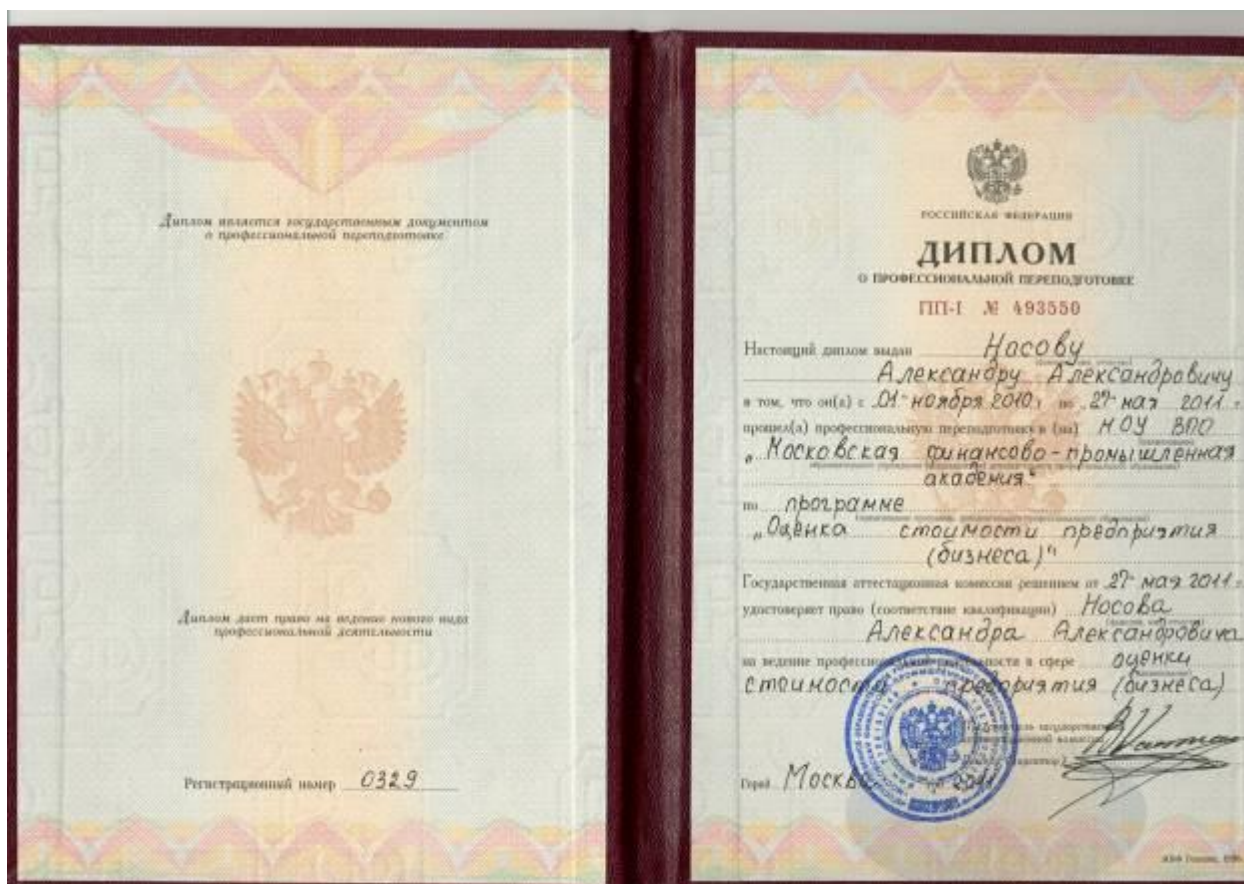 Диплом является государственным документом
о профессиональной переподготовке
Диплом дает право на ведение нового вида
профессиональной деятельности
Регистрационный номер 0329
РОССИЙСКАЯ ФЕДЕРАЦИЯ
ДИПЛОМ
О ПРОФЕССИОНАЛЬНОЙ ПЕРЕПОДГОТОВКЕ
ПП-I № 493550
Настоящий диплом выдан Носову
Александру Александровичу
в том, что он(а) с „01“ ноября 2010 г. по „27“ мая 2011 г.
прошел(а) профессиональную переподготовку в (на) НОУ ВПО
„Московская финансово-промышленная
академия“
по программе
„Оценка стоимости предприятия
(бизнеса)“
Государственная аттестационная комиссия решением от „27“ мая 2011 г.
удостоверяет право (соответствие квалификации) Носова
Александра Александровича
на ведение профессиональной деятельности в сфере оценки
стоимости предприятия (бизнеса)
Город Москва 2011